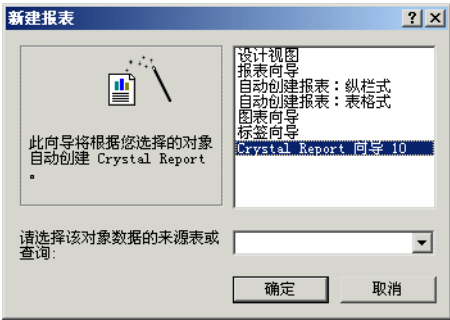 新建报表
此向导将根据您选择的对象
自动创建 Crystal Report
。
设计视图
报表向导
自动创建报表：纵栏式
自动创建报表：表格式
图表向导
标签向导
Crystal Report 向导 10
请选择该对象数据的来源表或
查询:
确定
取消